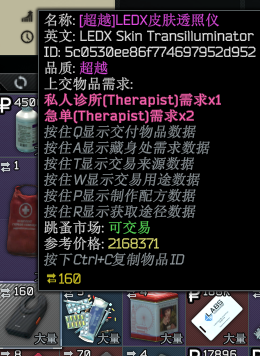 名称: [超越]LEDX皮肤透照仪
英文: LEDX Skin Transilluminator
ID: 5c0530ee86f774697952d952
品质: 超越
上交物品需求:
私人诊所(Therapist)需求x1
急单(Therapist)需求x2
按住Q显示交付物品数据
按住A显示藏身处需求数据
按住T显示交易来源数据
按住W显示交易用途数据
按住P显示制作配方数据
按住R显示获取途径数据
跳蚤市场: 可交易
参考价格: 2168371
按下Ctrl+C复制物品ID
160
₽ 450
1
160
大量
大量
大量
大量
ABS
8
70
4
₽ 17896